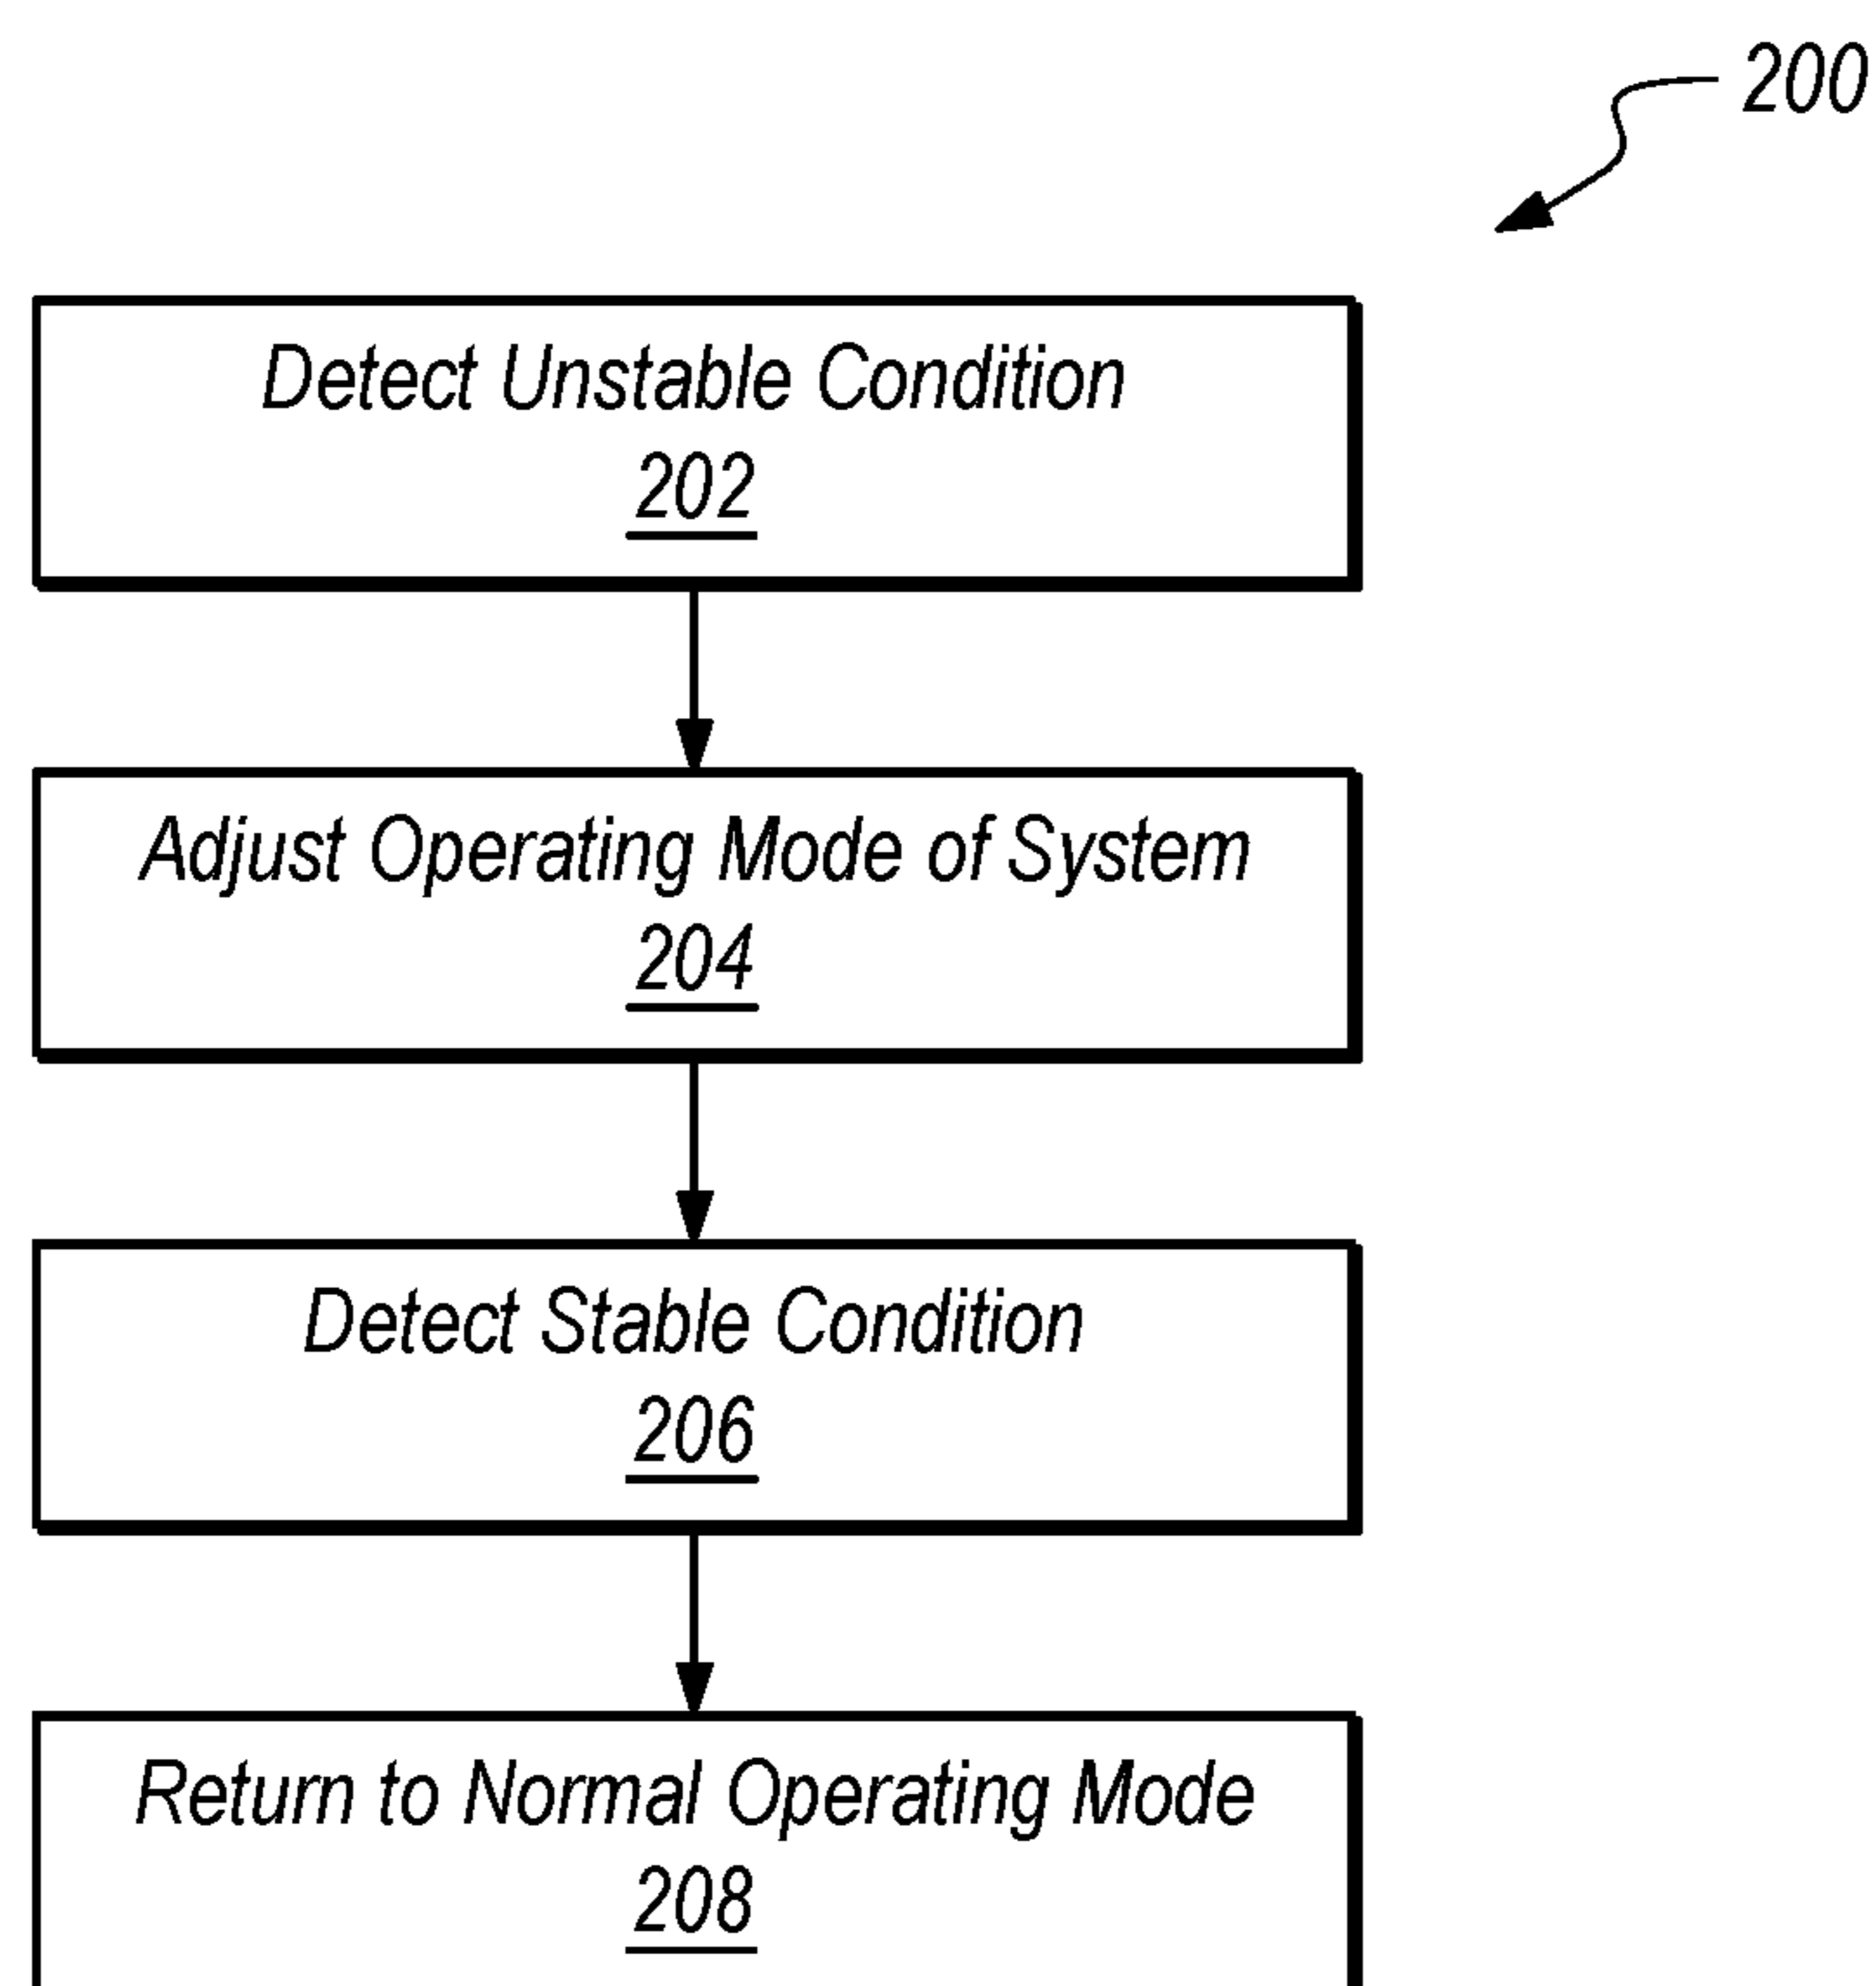 200
Detect Unstable Condition
202
Adjust Operating Mode of System
204
Detect Stable Condition
206
Return to Normal Operating Mode
208